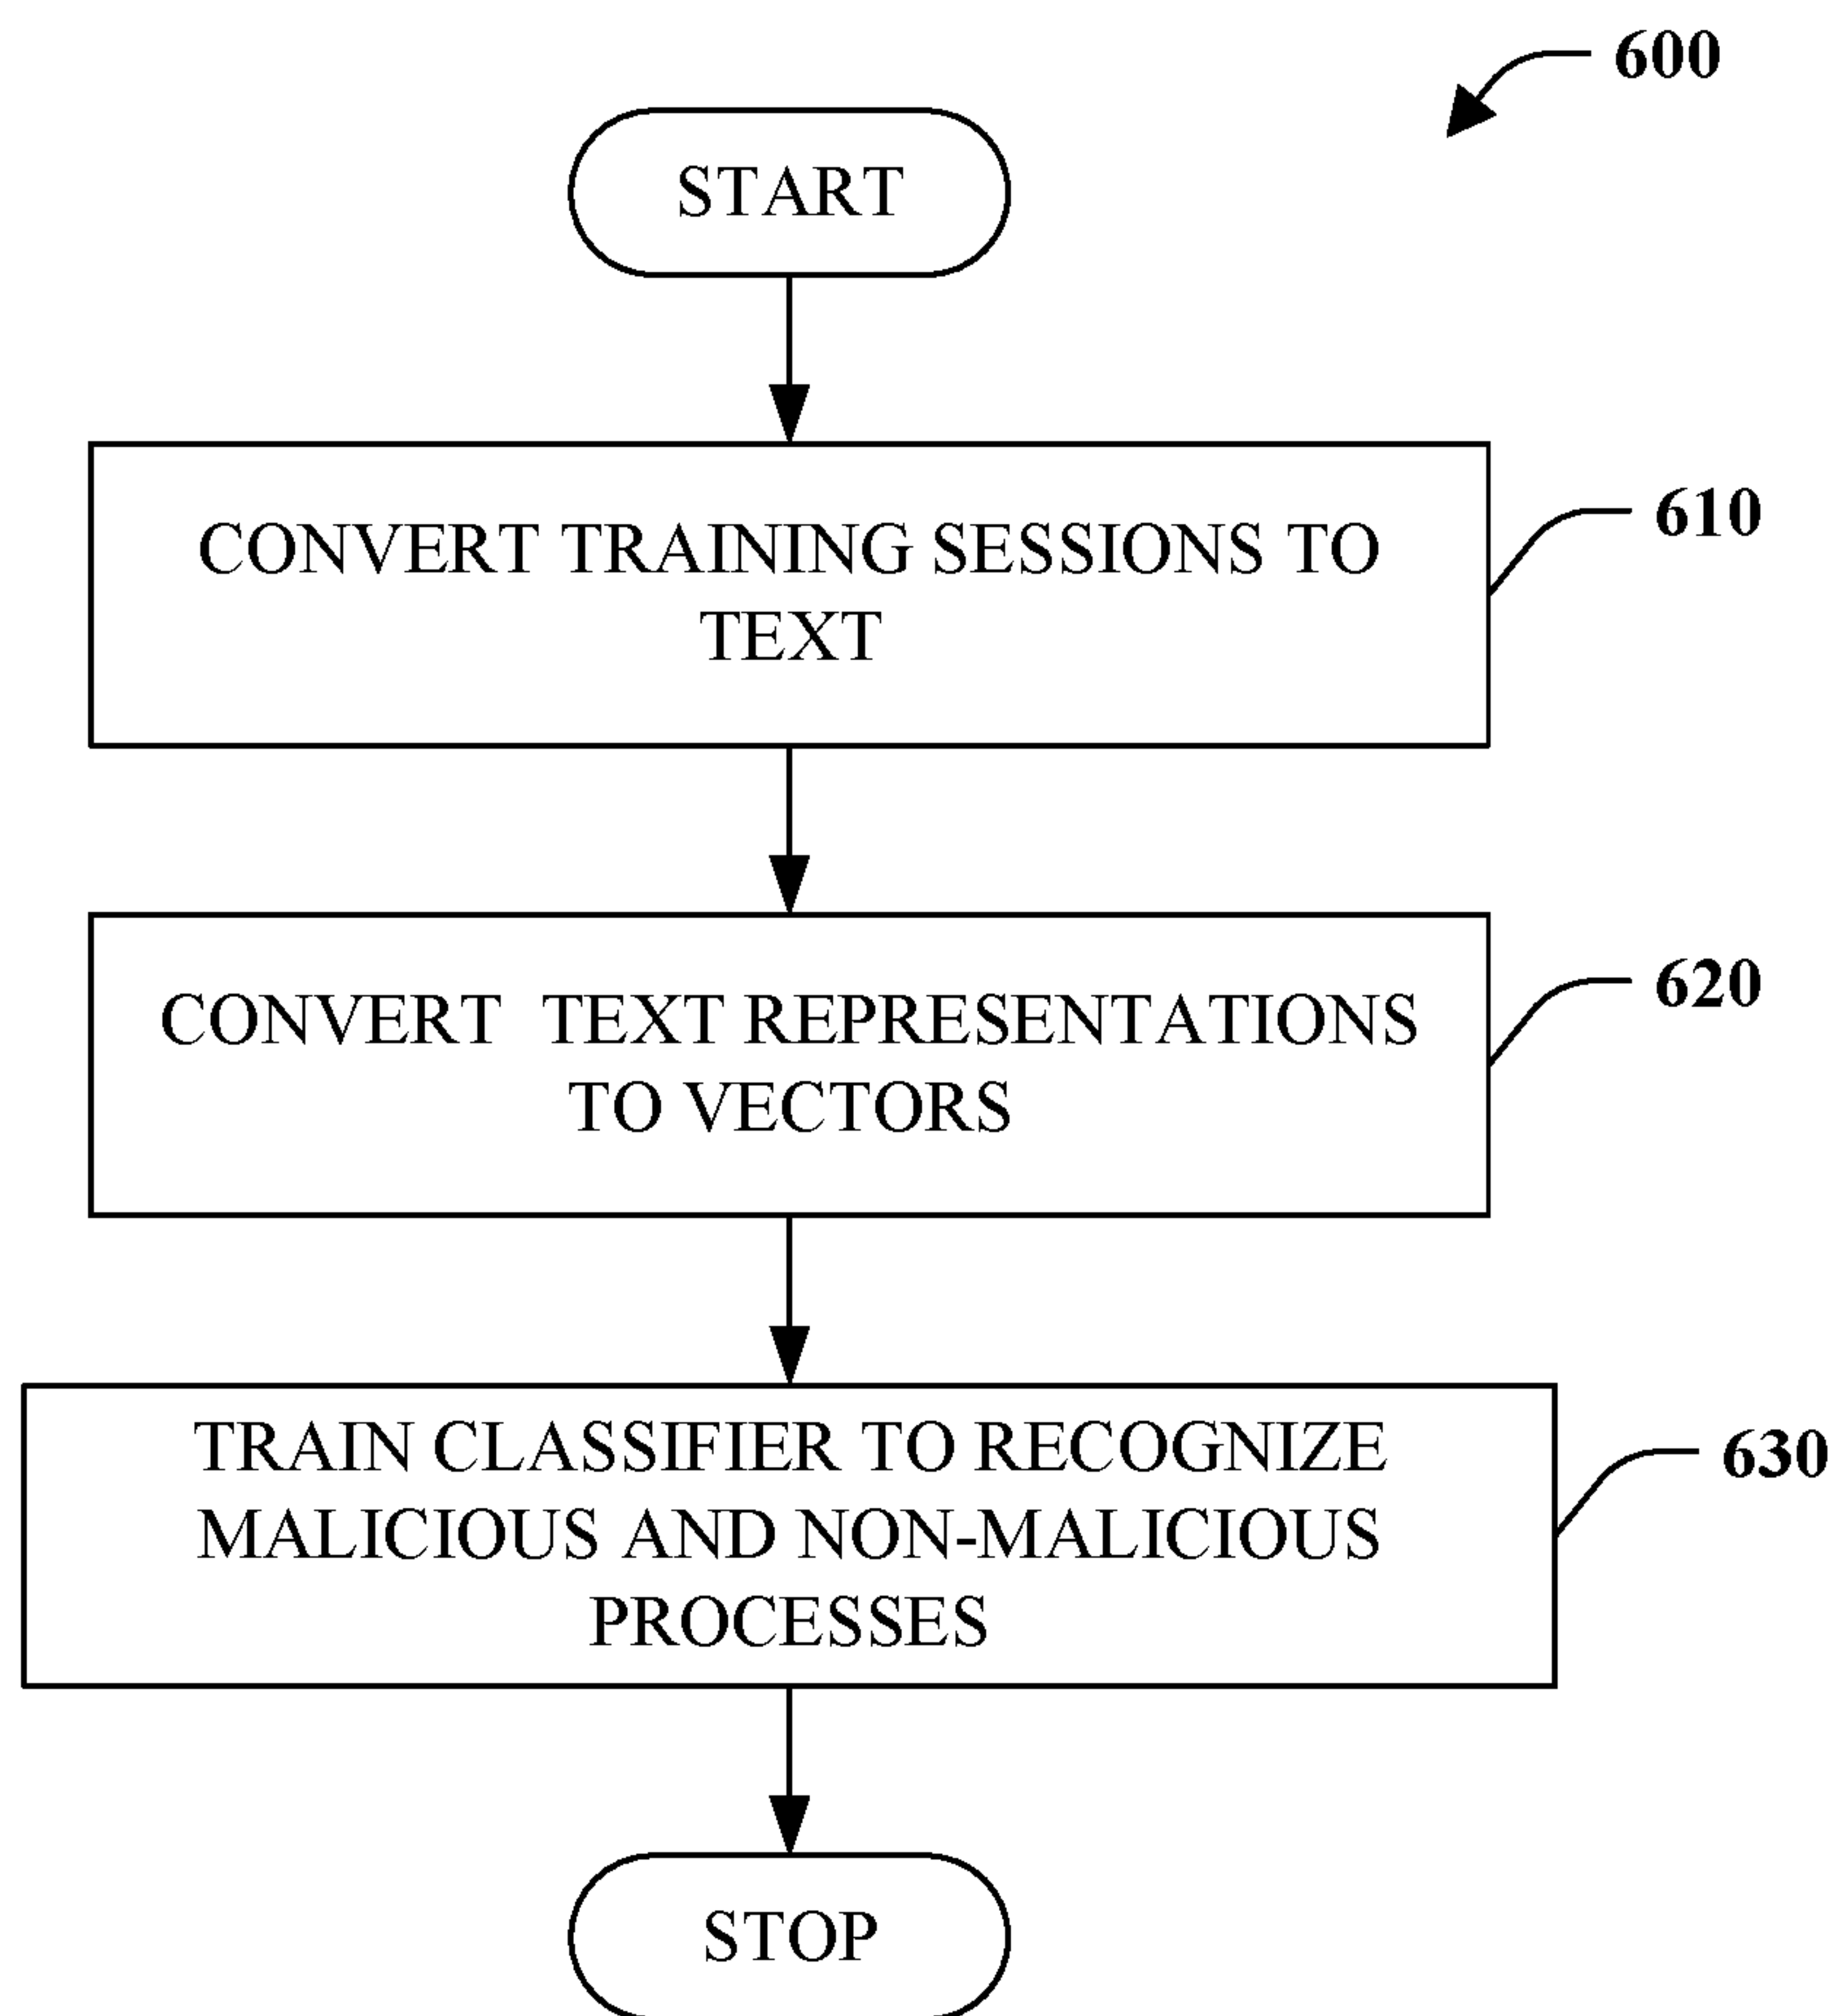 600
START
CONVERT TRAINING SESSIONS TO
TEXT
610
CONVERT TEXT REPRESENTATIONS
TO VECTORS
620
TRAIN CLASSIFIER TO RECOGNIZE
MALICIOUS AND NON-MALICIOUS
PROCESSES
630
STOP